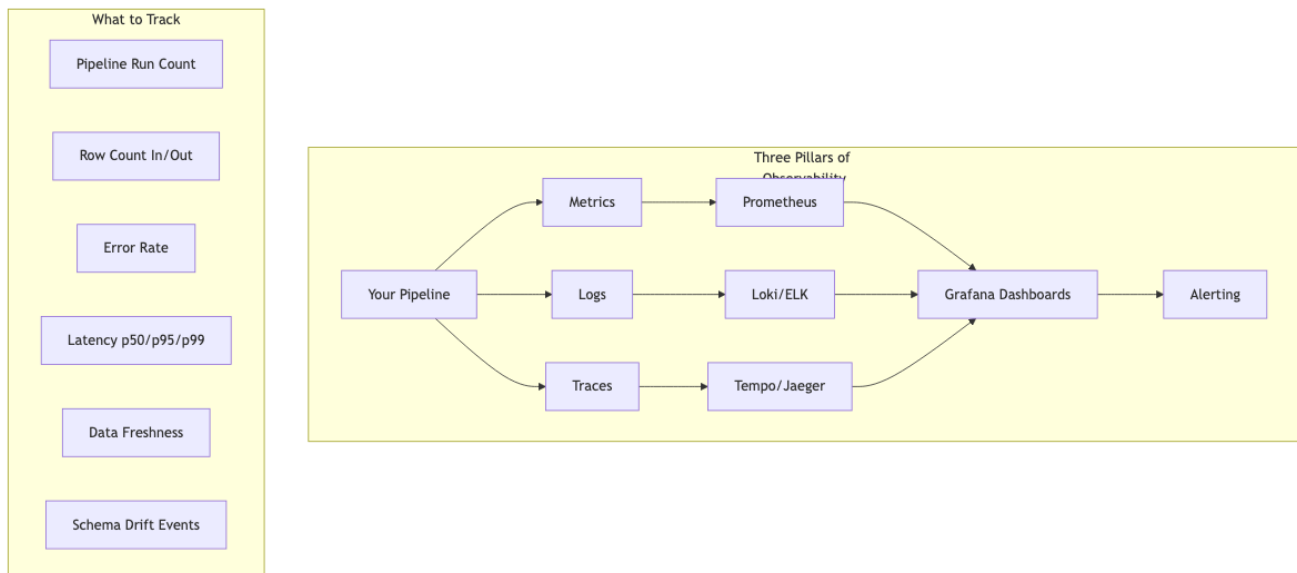 What to Track
Pipeline Run Count
Row Count In/Out
Error Rate
Latency p50/p95/p99
Data Freshness
Schema Drift Events
Three Pillars of
Observability
Metrics
Prometheus
Your Pipeline
Logs
Loki/ELK
Grafana Dashboards
Alerting
Traces
Tempo/Jaeger